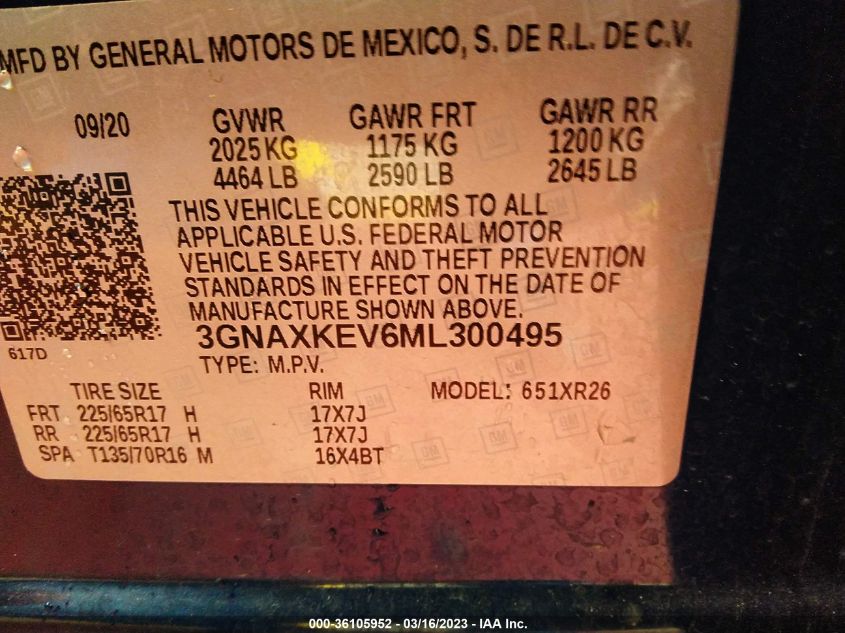 MFD BY GENERAL MOTORS DE MEXICO, S. DE R.L. DE C.V.
09/20 GVWR GAWR FRT GAWR RR
2025 KG 1175 KG 1200 KG
4464 LB 2590 LB 2645 LB
THIS VEHICLE CONFORMS TO ALL
APPLICABLE U.S. FEDERAL MOTOR
VEHICLE SAFETY AND THEFT PREVENTION
STANDARDS IN EFFECT ON THE DATE OF
MANUFACTURE SHOWN ABOVE.
3GNAXKEV6ML300495
617D
TYPE: M.P.V.
TIRE SIZE RIM MODEL: 651XR26
FRT 225/65R17 H 17X7J
RR 225/65R17 H 17X7J
SPA T135/70R16 M 16X4BT
000-36105952 - 03/16/2023 - IAA Inc.